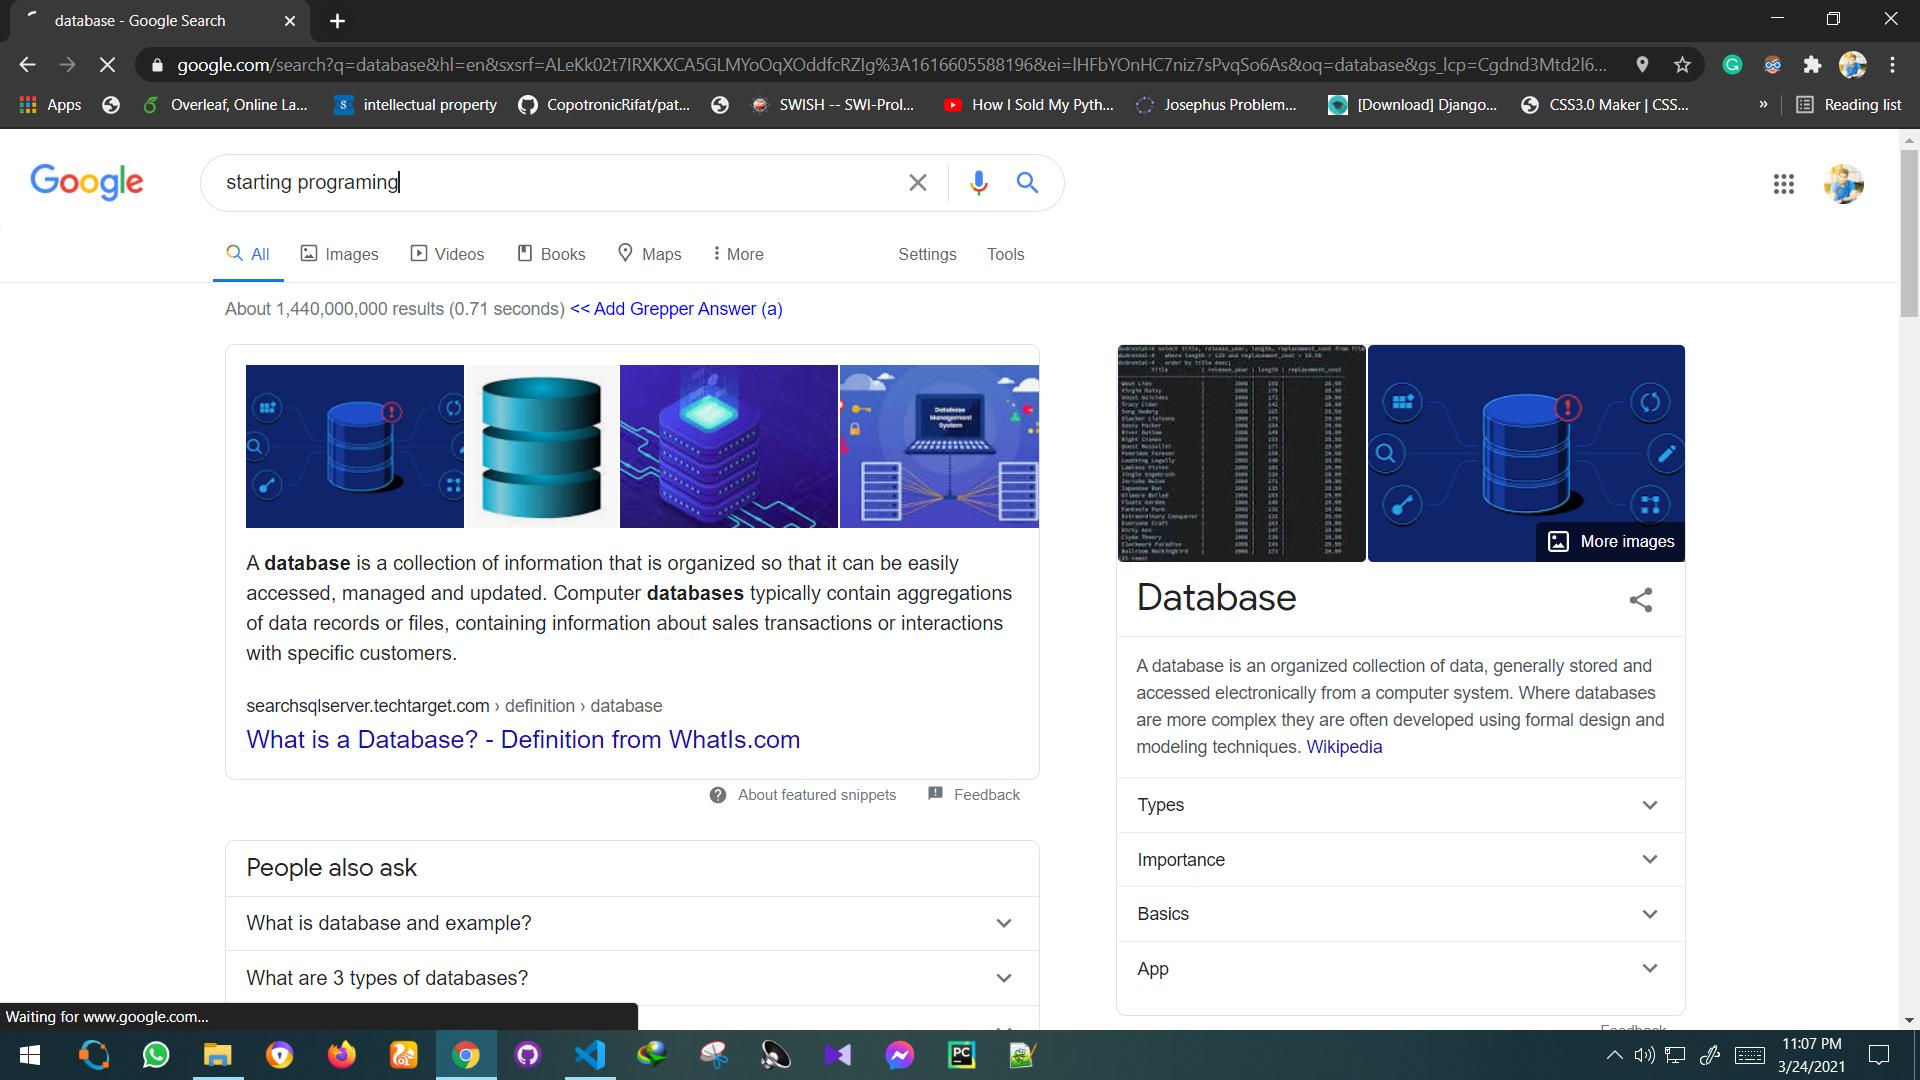 database - Google Search
google.com/search?q=database&hl=en&sxsrf=ALeKk02t7IRXKXCA5GLMYoOqXOddfcRZIg%3A1616605588196&ei=lHFbYOnHC7niz7sPvqSo6As&oq=database&gs_lcp=Cgdnd3Mtd2l6...
Apps Overleaf, Online La... intellectual property CopotronicRifat/pat... SWISH -- SWI-Prol... How I Sold My Pyth... Josephus Problem... [Download] Django... CSS3.0 Maker | CSS... » Reading list
Google
starting programing
All Images Videos Books Maps More Settings Tools
About 1,440,000,000 results (0.71 seconds) << Add Grepper Answer (a)
Database
Management
System
A database is a collection of information that is organized so that it can be easily
accessed, managed and updated. Computer databases typically contain aggregations
of data records or files, containing information about sales transactions or interactions
with specific customers.
searchsqlserver.techtarget.com › definition › database
What is a Database? - Definition from WhatIs.com
About featured snippets Feedback
People also ask
What is database and example?
What are 3 types of databases?
More images
Database
A database is an organized collection of data, generally stored and
accessed electronically from a computer system. Where databases
are more complex they are often developed using formal design and
modeling techniques. Wikipedia
Types
Importance
Basics
App
Feedback
Waiting for www.google.com...
PC
11:07 PM
3/24/2021